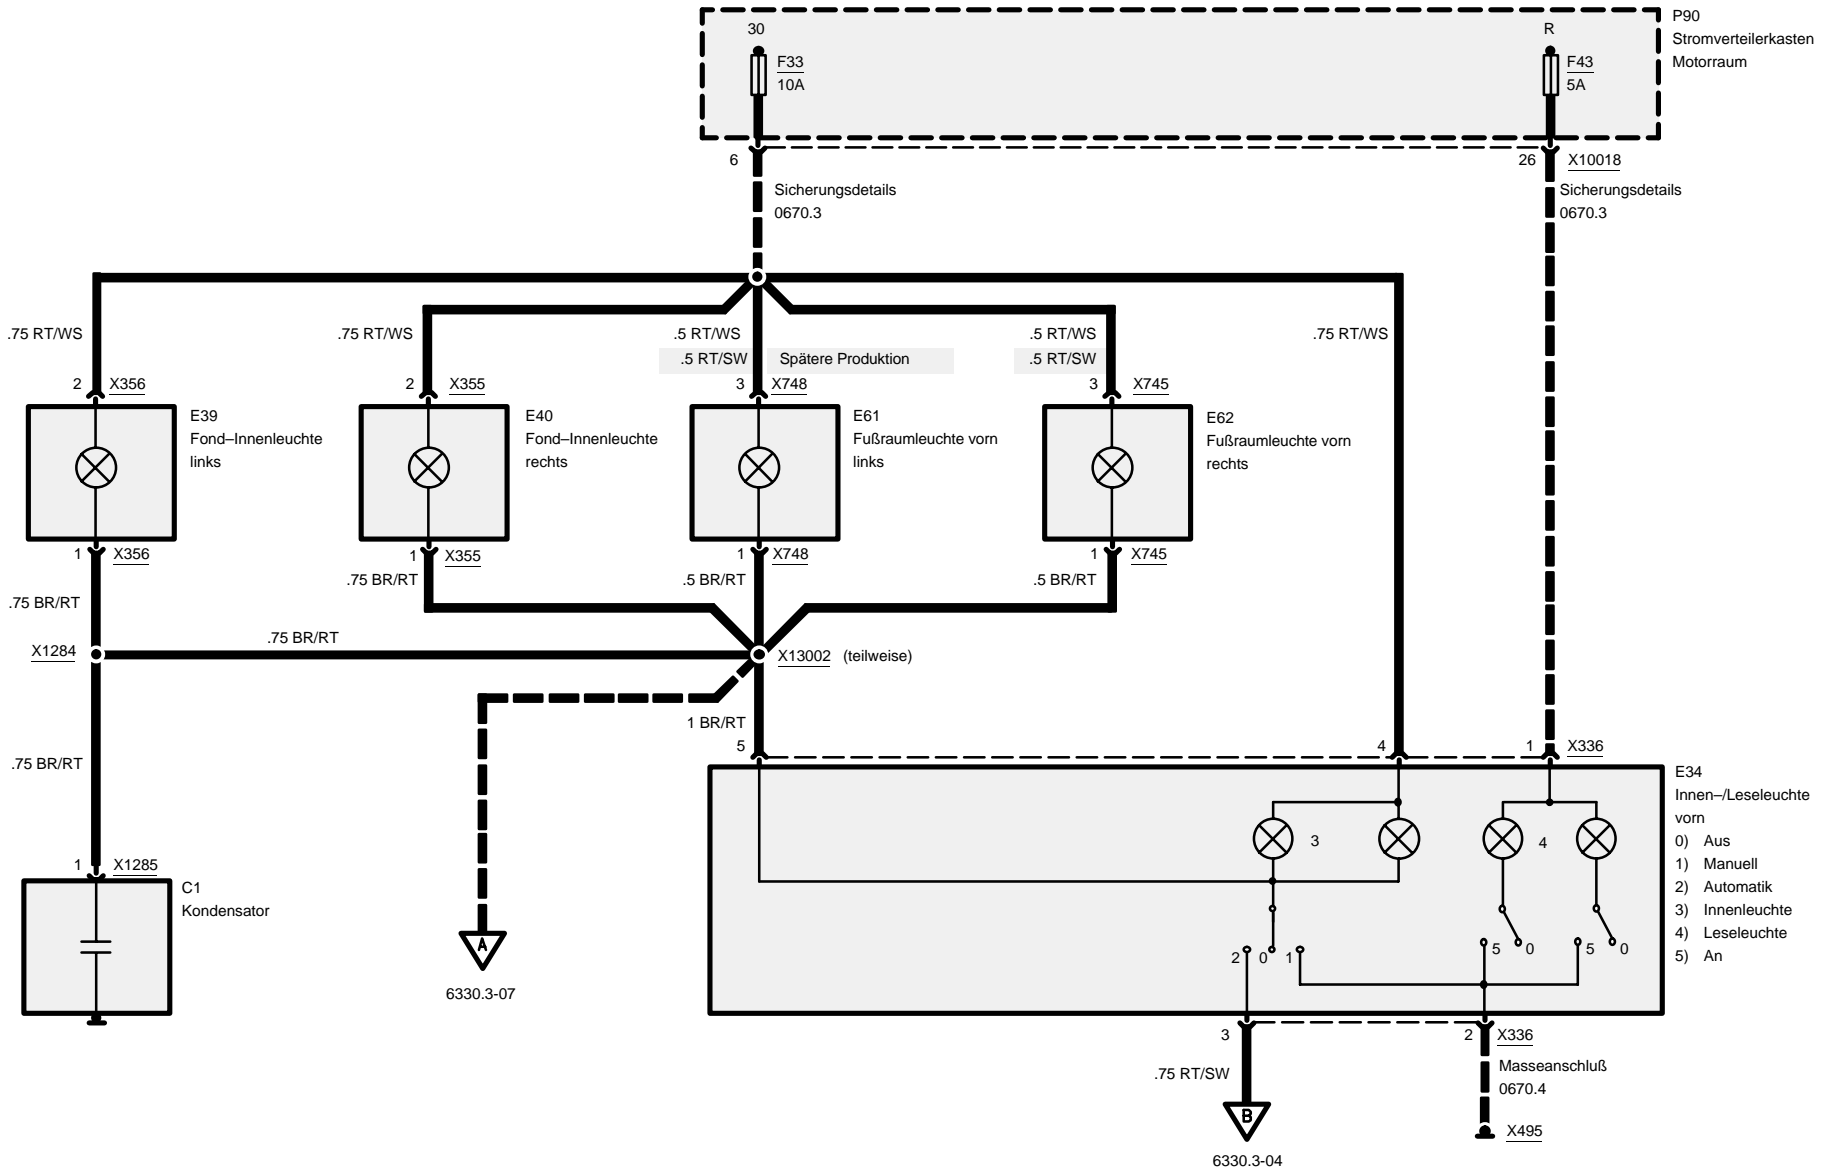 P90
Stromverteilerkasten
Motorraum
30
R
F33
10A
F43
5A
6
26
X10018
Sicherungsdetails
0670.3
Sicherungsdetails
0670.3
.75 RT/WS
.75 RT/WS
.5 RT/WS
.5 RT/WS
.75 RT/WS
.5 RT/SW
Spätere Produktion
.5 RT/SW
2
X356
2
X355
3
X748
3
X745
E39
Fond–Innenleuchte
links
E40
Fond–Innenleuchte
rechts
E61
Fußraumleuchte vorn
links
E62
Fußraumleuchte vorn
rechts
1
X356
1
X355
1
X748
1
X745
.75 BR/RT
.75 BR/RT
.5 BR/RT
.5 BR/RT
X1284
.75 BR/RT
X13002 (teilweise)
1 BR/RT
.75 BR/RT
5
4
1
X336
E34
Innen–/Leseleuchte
vorn
0) Aus
1) Manuell
2) Automatik
3) Innenleuchte
4) Leseleuchte
5) An
3
4
1
X1285
C1
Kondensator
A
6330.3-07
2
0
1
5
0
5
0
3
2
X336
.75 RT/SW
Masseanschluß
0670.4
B
X495
6330.3-04